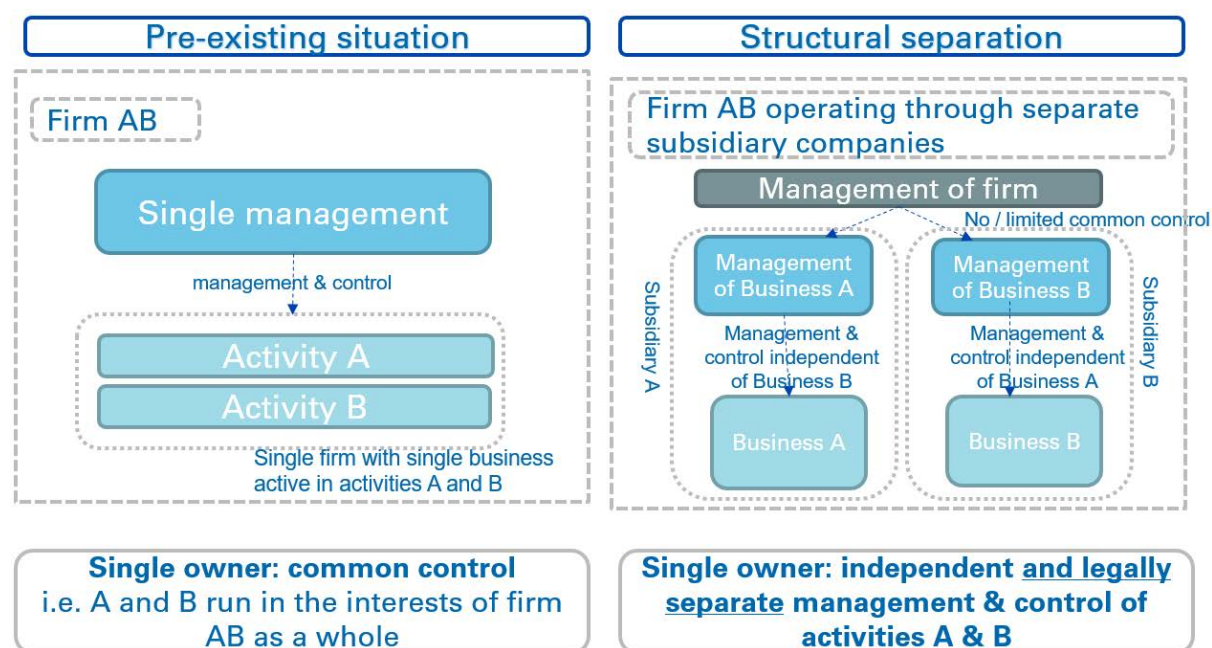 Pre-existing situation
Firm AB
Single management
management & control
Activity A
Activity B
Single firm with single business
active in activities A and B
Single owner: common control
i.e. A and B run in the interests of firm
AB as a whole
Structural separation
Firm AB operating through separate
subsidiary companies
Management of firm
No / limited common control
Subsidiary A
Management
of Business A
Management &
control independent
of Business B
Business A
Management
of Business B
Management &
control independent
of Business A
Business B
Subsidiary B
Single owner: independent and legally
separate management & control of
activities A & B